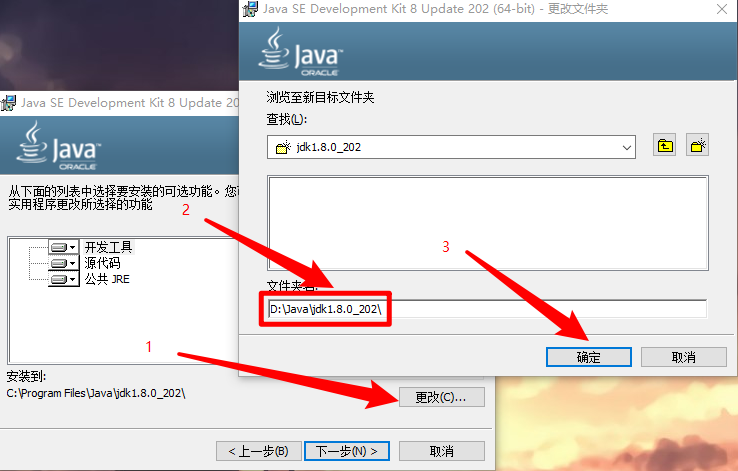 Java SE Development Kit 8 Update 202 (64-bit) - 更改文件夹
Java™
ORACLE
浏览至新目标文件夹
查找(L):
jdk1.8.0_202
文件夹名:
D:\Java\jdk1.8.0_202\
3
确定
取消
Java SE Development Kit 8 Update 20
Java
ORACLE
从下面的列表中选择要安装的可选功能。您
实用程序更改所选择的功能
2
开发工具
源代码
公共 JRE
1
安装到:
C:\Program Files\Java\jdk1.8.0_202\
更改(C)...
< 上一步(B)
下一步(N) >
取消